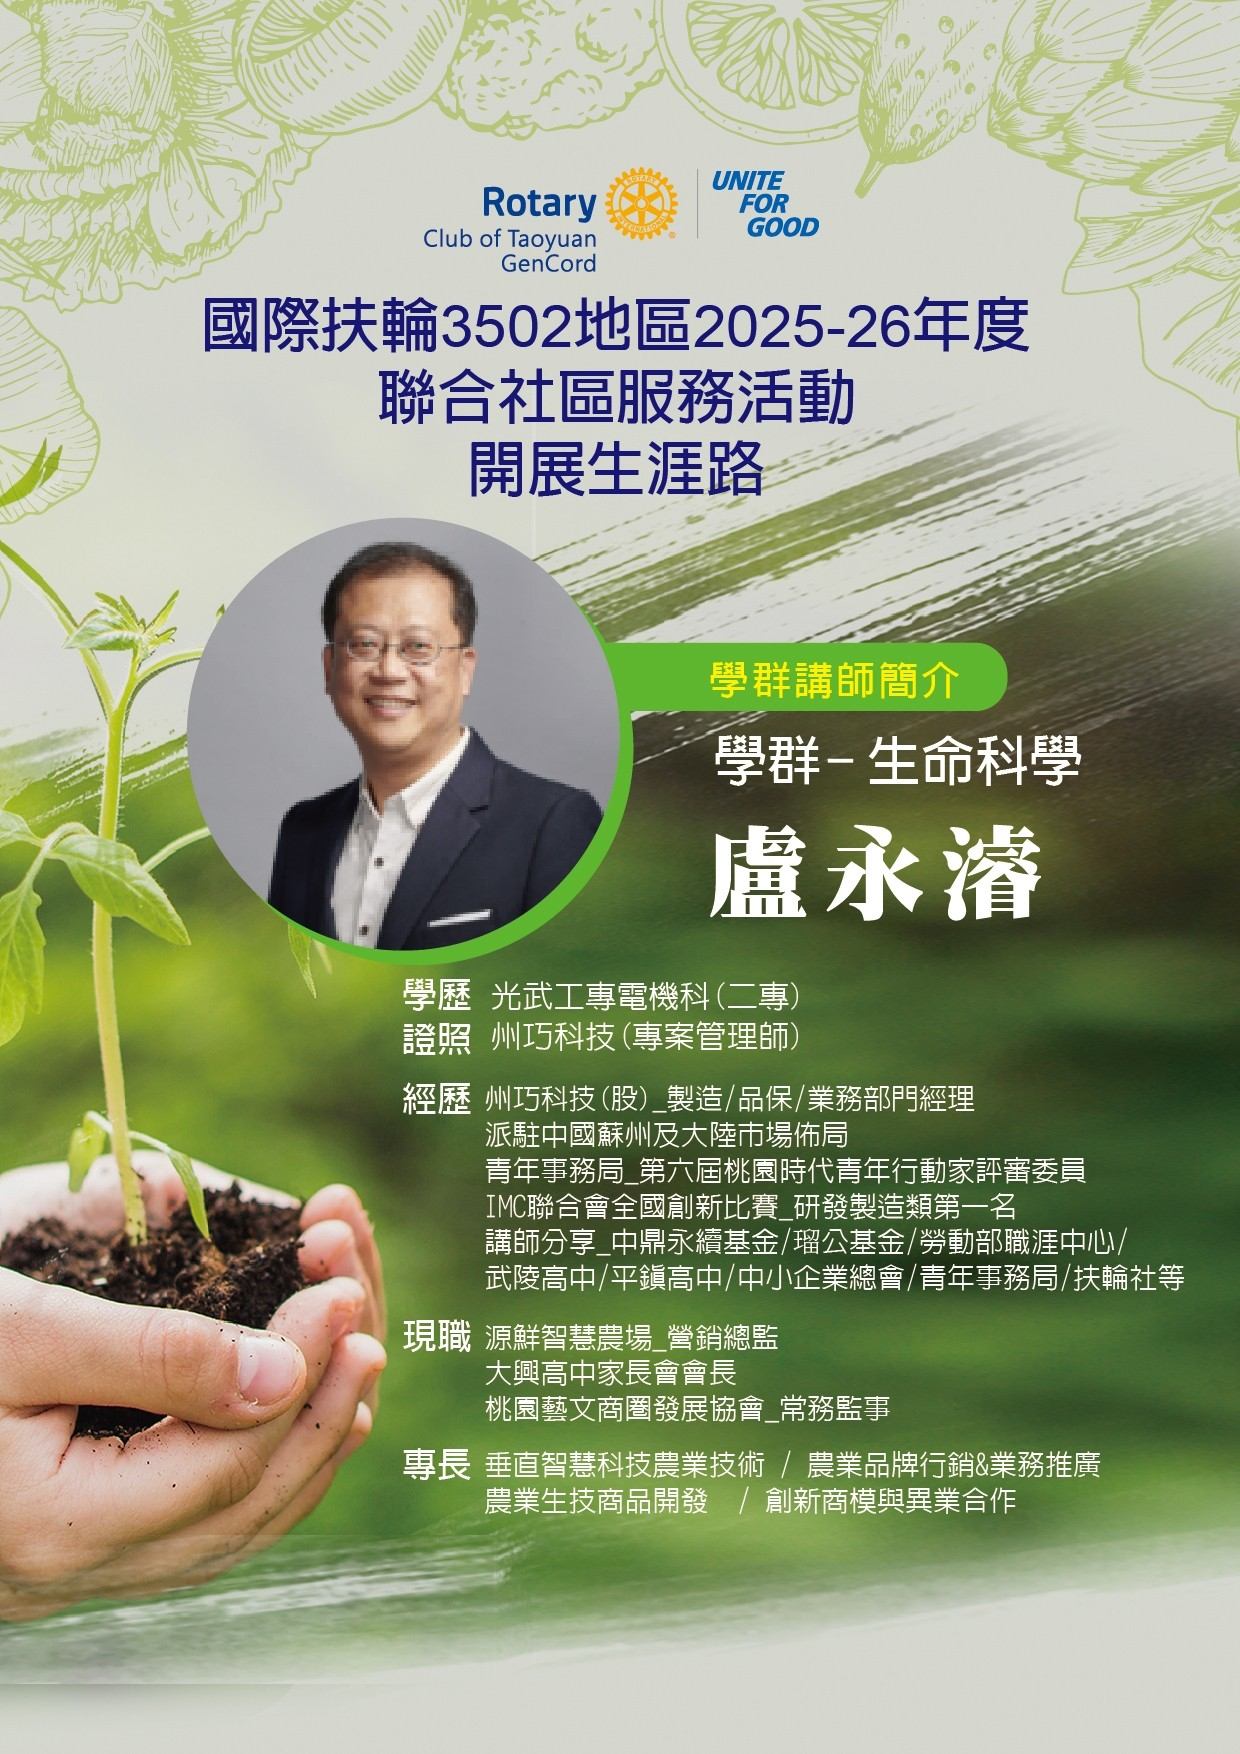 Rotary
Club of Taoyuan
GenCord
UNITE
FOR
GOOD
國際扶輪3502地區2025-26年度
聯合社區服務活動
開展生涯路
學群講師簡介
學群-生命科學
盧永濬
學歷 光武工專電機科(二專)
證照 州巧科技(專案管理師)
經歷 州巧科技(股)_製造/品保/業務部門經理
派駐中國蘇州及大陸市場佈局
青年事務局_第六屆桃園時代青年行動家評審委員
IMC聯合會全國創新比賽_研發製造類第一名
講師分享_中鼎永續基金/瑠公基金/勞動部職涯中心/
武陵高中/平鎮高中/中小企業總會/青年事務局/扶輪社等
現職 源鮮智慧農場_營銷總監
大興高中家長會會長
桃園藝文商圈發展協會_常務監事
專長 垂直智慧科技農業技術 / 農業品牌行銷&業務推廣
農業生技商品開發 / 創新商模與異業合作